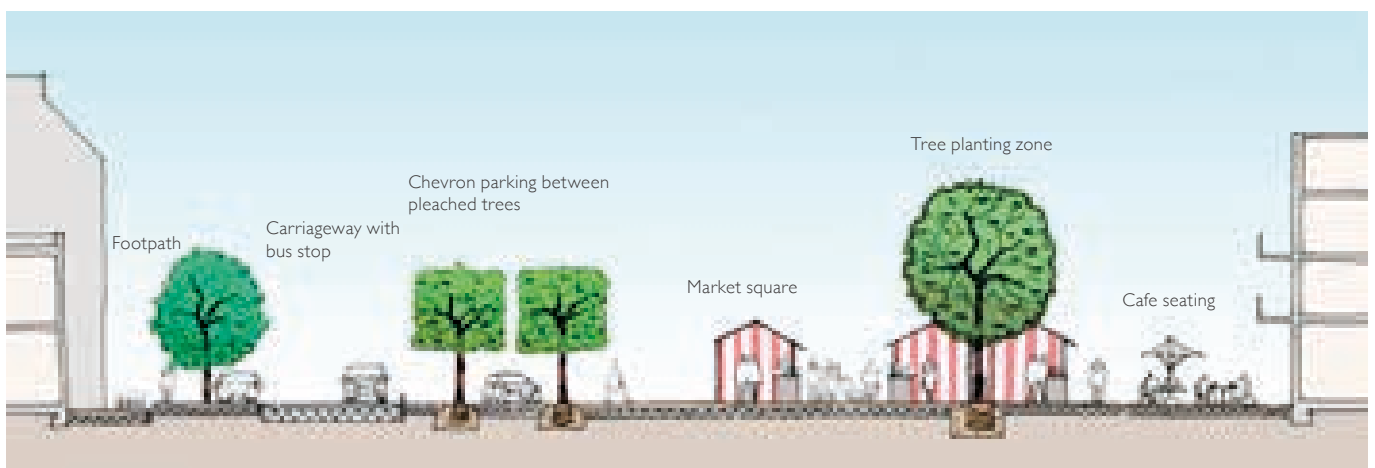 Footpath
Carriageway with
bus stop
Chevron parking between
pleached trees
Market square
Tree planting zone
Cafe seating